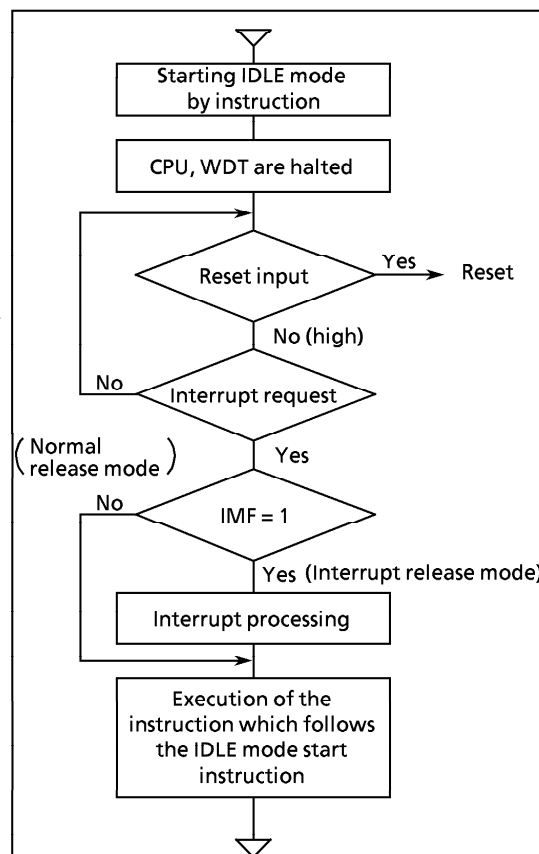 Starting IDLE mode
by instruction
CPU, WDT are halted
Reset input
Yes
Reset
No (high)
No
Interrupt request
Yes
(Normal
release mode)
No
IMF = 1
Yes (Interrupt release mode)
Interrupt processing
Execution of the
instruction which follows
the IDLE mode start
instruction